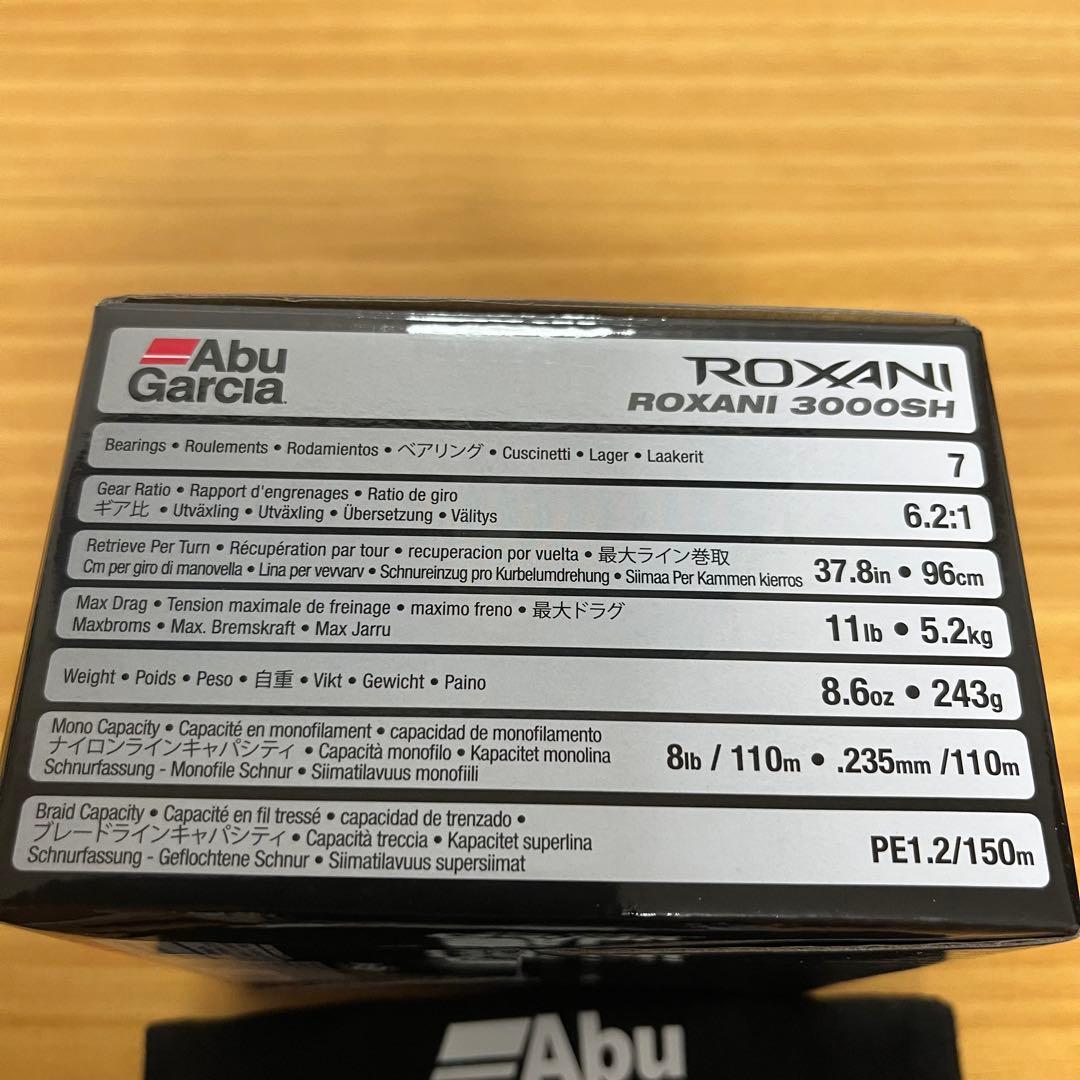 Abu
Garcia
ROXANI
ROXANI 3000SH
Bearings • Roulements • Rodamientos • ベアリング • Cuscinetti • Lager • Laakerit
7
Gear Ratio • Rapport d'engrenages • Ratio de giro
ギア比 • Utväxling • Utväxling • Übersetzung • Välitys
6.2:1
Retrieve Per Turn • Récupération par tour • recuperacion por vuelta • 最大ライン巻取
Cm per giro di manovella • Lina per vevvarv • Schnureinzug pro Kurbelumdrehung • Siimaa Per Kammen kierros
37.8in • 96cm
Max Drag • Tension maximale de freinage • maximo freno • 最大ドラグ
Maxbroms • Max. Bremskraft • Max Jarru
11lb • 5.2kg
Weight • Poids • Peso • 自重 • Vikt • Gewicht • Paino
8.6oz • 243g
Mono Capacity • Capacité en monofilament • capacidad de monofilamento
ナイロンラインキャパシティ • Capacità monofilo • Kapacitet monolina
Schnurfassung - Monofile Schnur • Siimatilavuus monofiili
8lb / 110m • .235mm /110m
Braid Capacity • Capacité en fil tressé • capacidad de trenzado •
ブレードラインキャパシティ • Capacità treccia • Kapacitet superlina
Schnurfassung - Geflochtene Schnur • Siimatilavuus supersiimat
PE1.2/150m
Abu